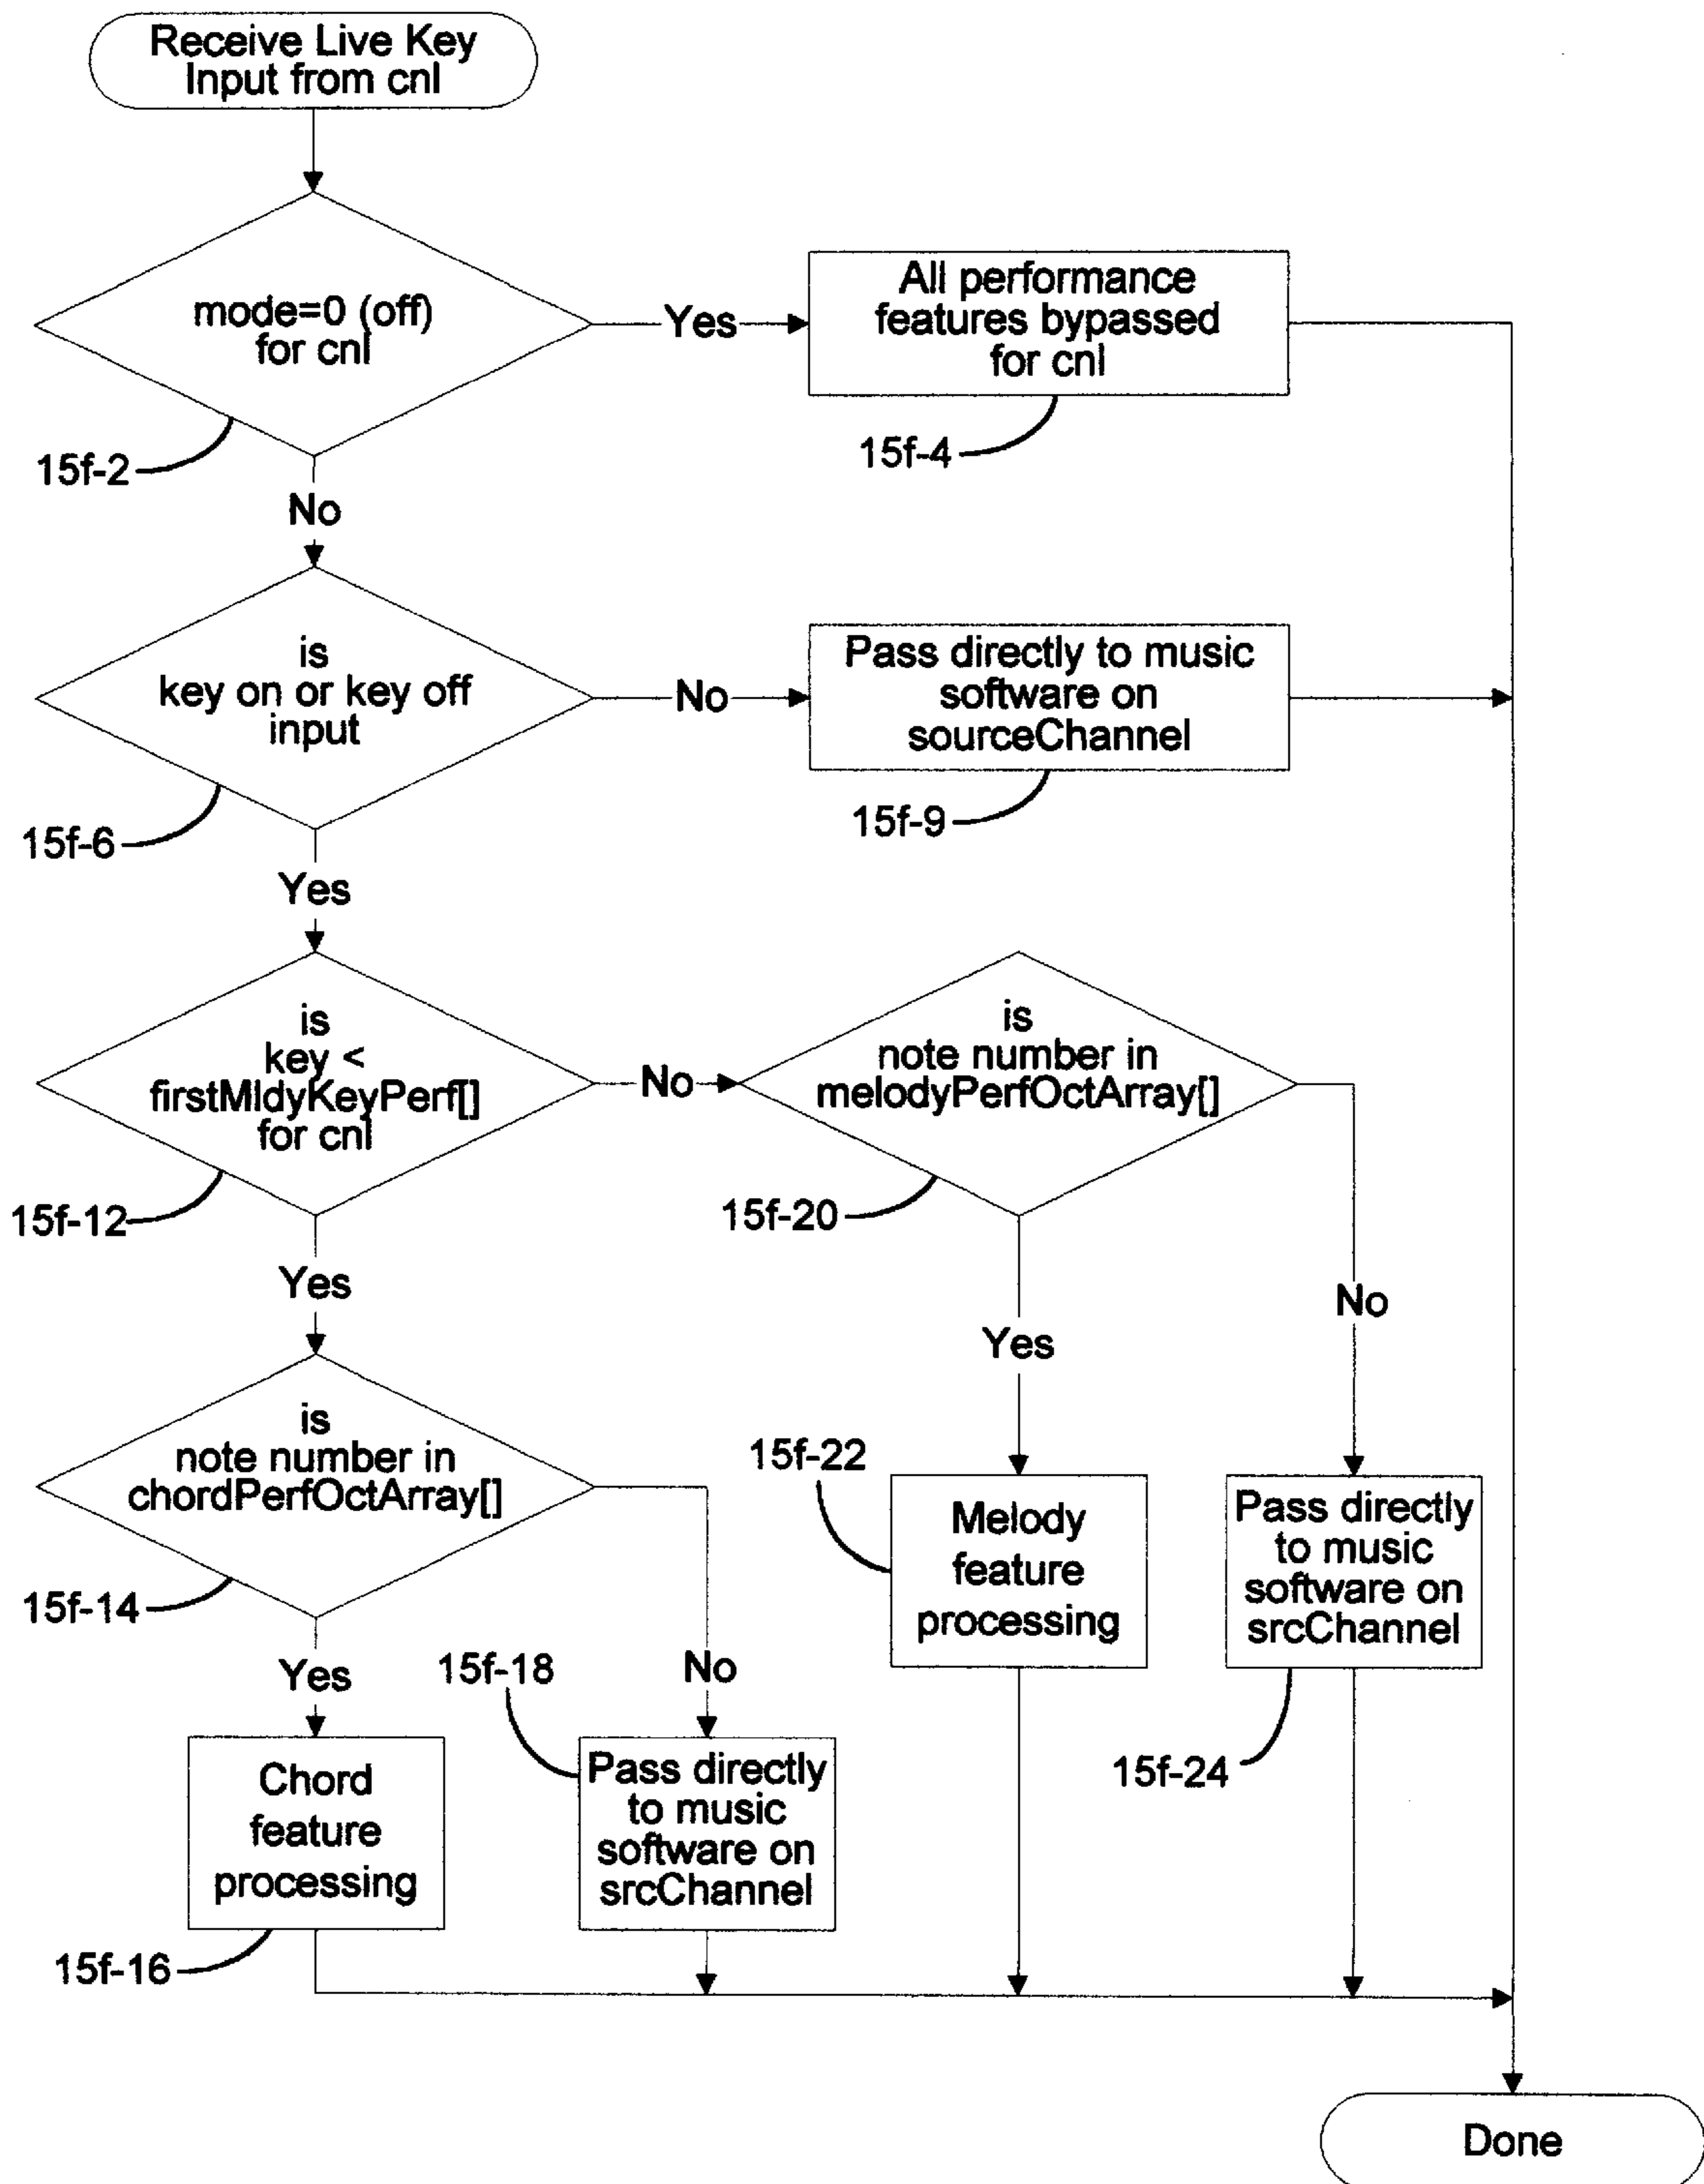 Receive Live Key
Input from cnl
mode=0 (off)
for cnl
Yes
All performance
features bypassed
for cnl
15f-2
15f-4
No
is
key on or key off
input
No
Pass directly to music
software on
sourceChannel
15f-6
15f-9
Yes
is
key <
firstMldyKeyPerf[]
for cnl
No
is
note number in
melodyPerfOctArray[]
15f-12
15f-20
Yes
Yes
No
is
note number in
chordPerfOctArray[]
15f-14
15f-22
Melody
feature
processing
Pass directly
to music
software on
srcChannel
15f-24
Yes
15f-18
No
Chord
feature
processing
Pass directly
to music
software on
srcChannel
15f-16
Done